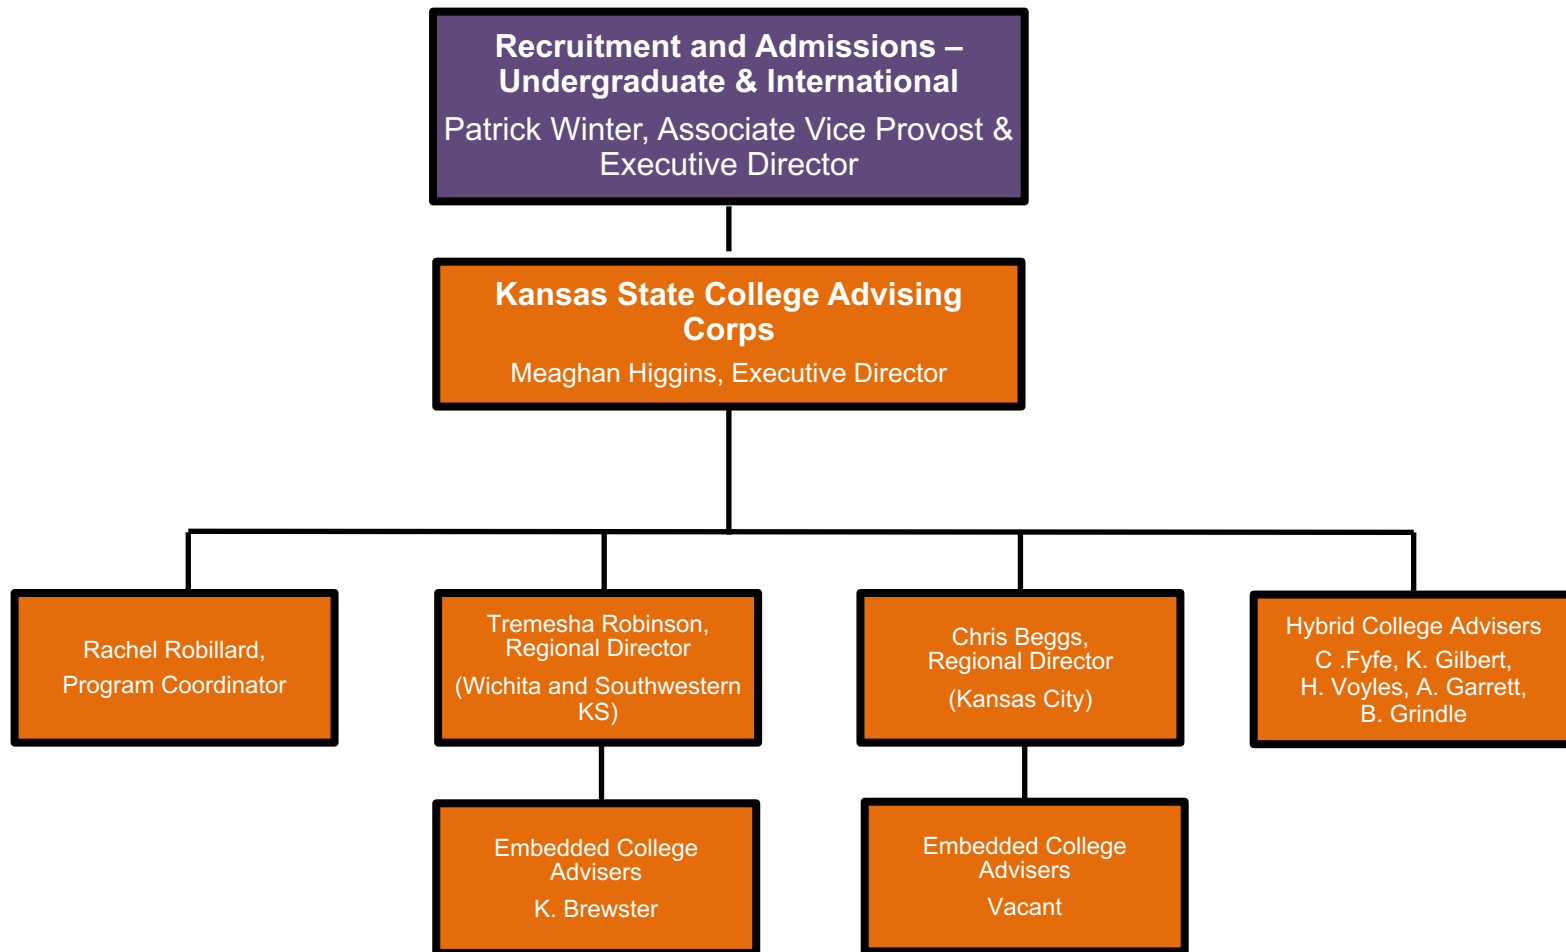 Recruitment and Admissions –
Undergraduate & International
Patrick Winter, Associate Vice Provost &
Executive Director
Kansas State College Advising
Corps
Meaghan Higgins, Executive Director
Rachel Robillard,
Program Coordinator
Tremesha Robinson,
Regional Director
(Wichita and Southwestern
KS)
Chris Beggs,
Regional Director
(Kansas City)
Hybrid College Advisers
C .Fyfe, K. Gilbert,
H. Voyles, A. Garrett,
B. Grindle
Embedded College
Advisers
K. Brewster
Embedded College
Advisers
Vacant